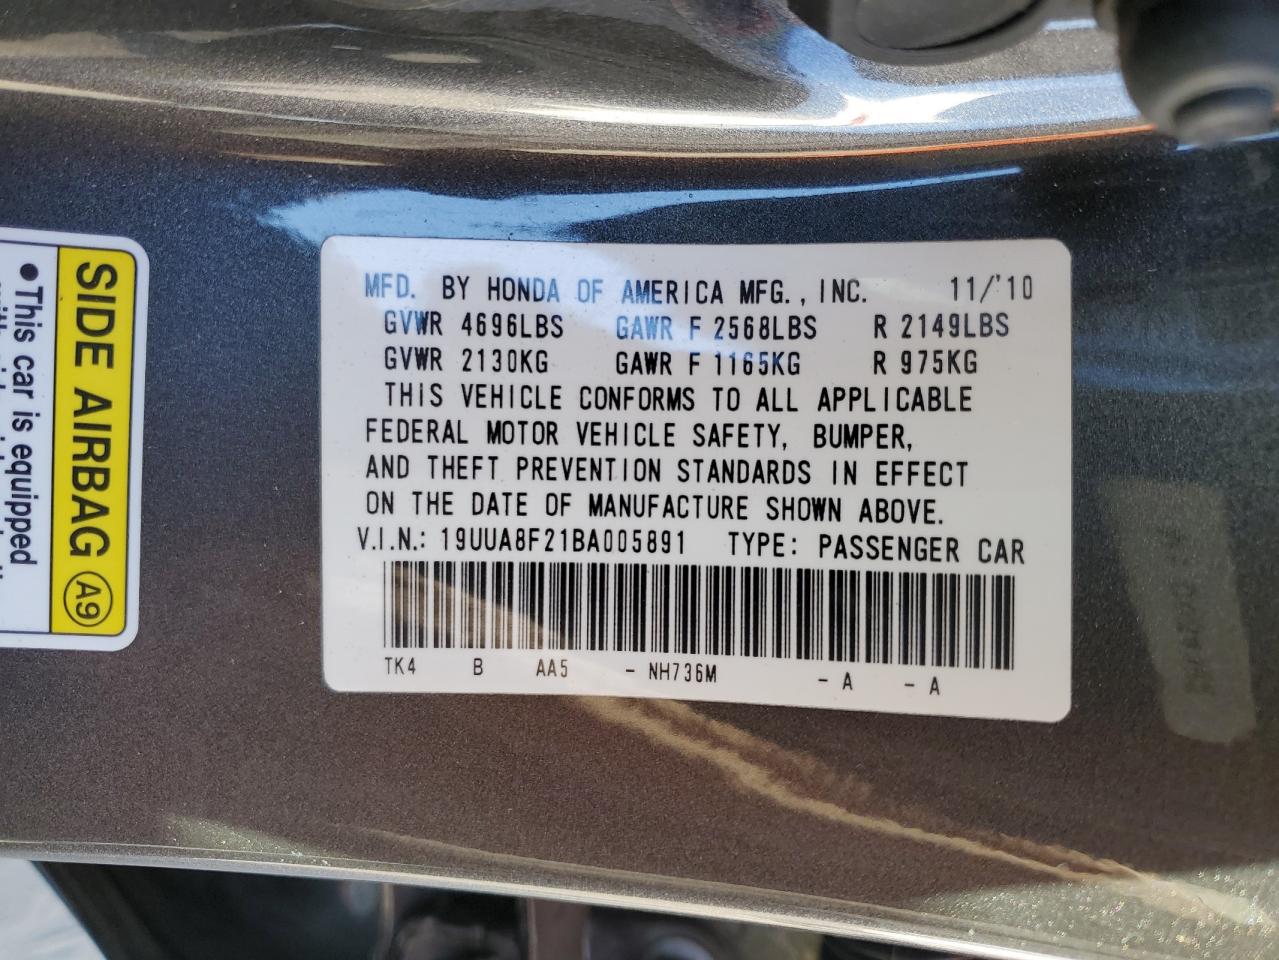 MFD. BY HONDA OF AMERICA MFG., INC. 11/'10
GVWR 4696LBS GAWR F 2568LBS R 2149LBS
GVWR 2130KG GAWR F 1165KG R 975KG
THIS VEHICLE CONFORMS TO ALL APPLICABLE
FEDERAL MOTOR VEHICLE SAFETY, BUMPER,
AND THEFT PREVENTION STANDARDS IN EFFECT
ON THE DATE OF MANUFACTURE SHOWN ABOVE.
V.I.N.: 19UUA8F21BA005891 TYPE: PASSENGER CAR
TK4 B AA5 - NH736M - A - A
SIDE AIRBAG A9
●This car is equipped